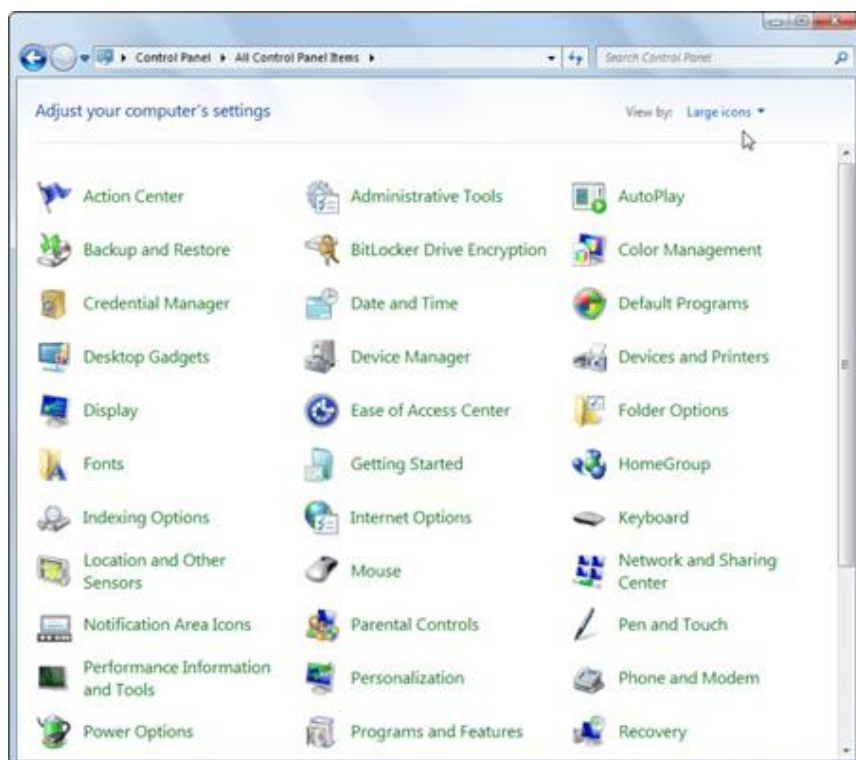 Control Panel ▸ All Control Panel Items ▸ Search Control Panel
Adjust your computer's settings View by: Large icons
Action Center Administrative Tools AutoPlay
Backup and Restore BitLocker Drive Encryption Color Management
Credential Manager Date and Time Default Programs
Desktop Gadgets Device Manager Devices and Printers
Display Ease of Access Center Folder Options
Fonts Getting Started HomeGroup
Indexing Options Internet Options Keyboard
Location and Other
Sensors
Mouse
Network and Sharing
Center
Notification Area Icons Parental Controls Pen and Touch
Performance Information
and Tools
Personalization Phone and Modem
Power Options Programs and Features Recovery